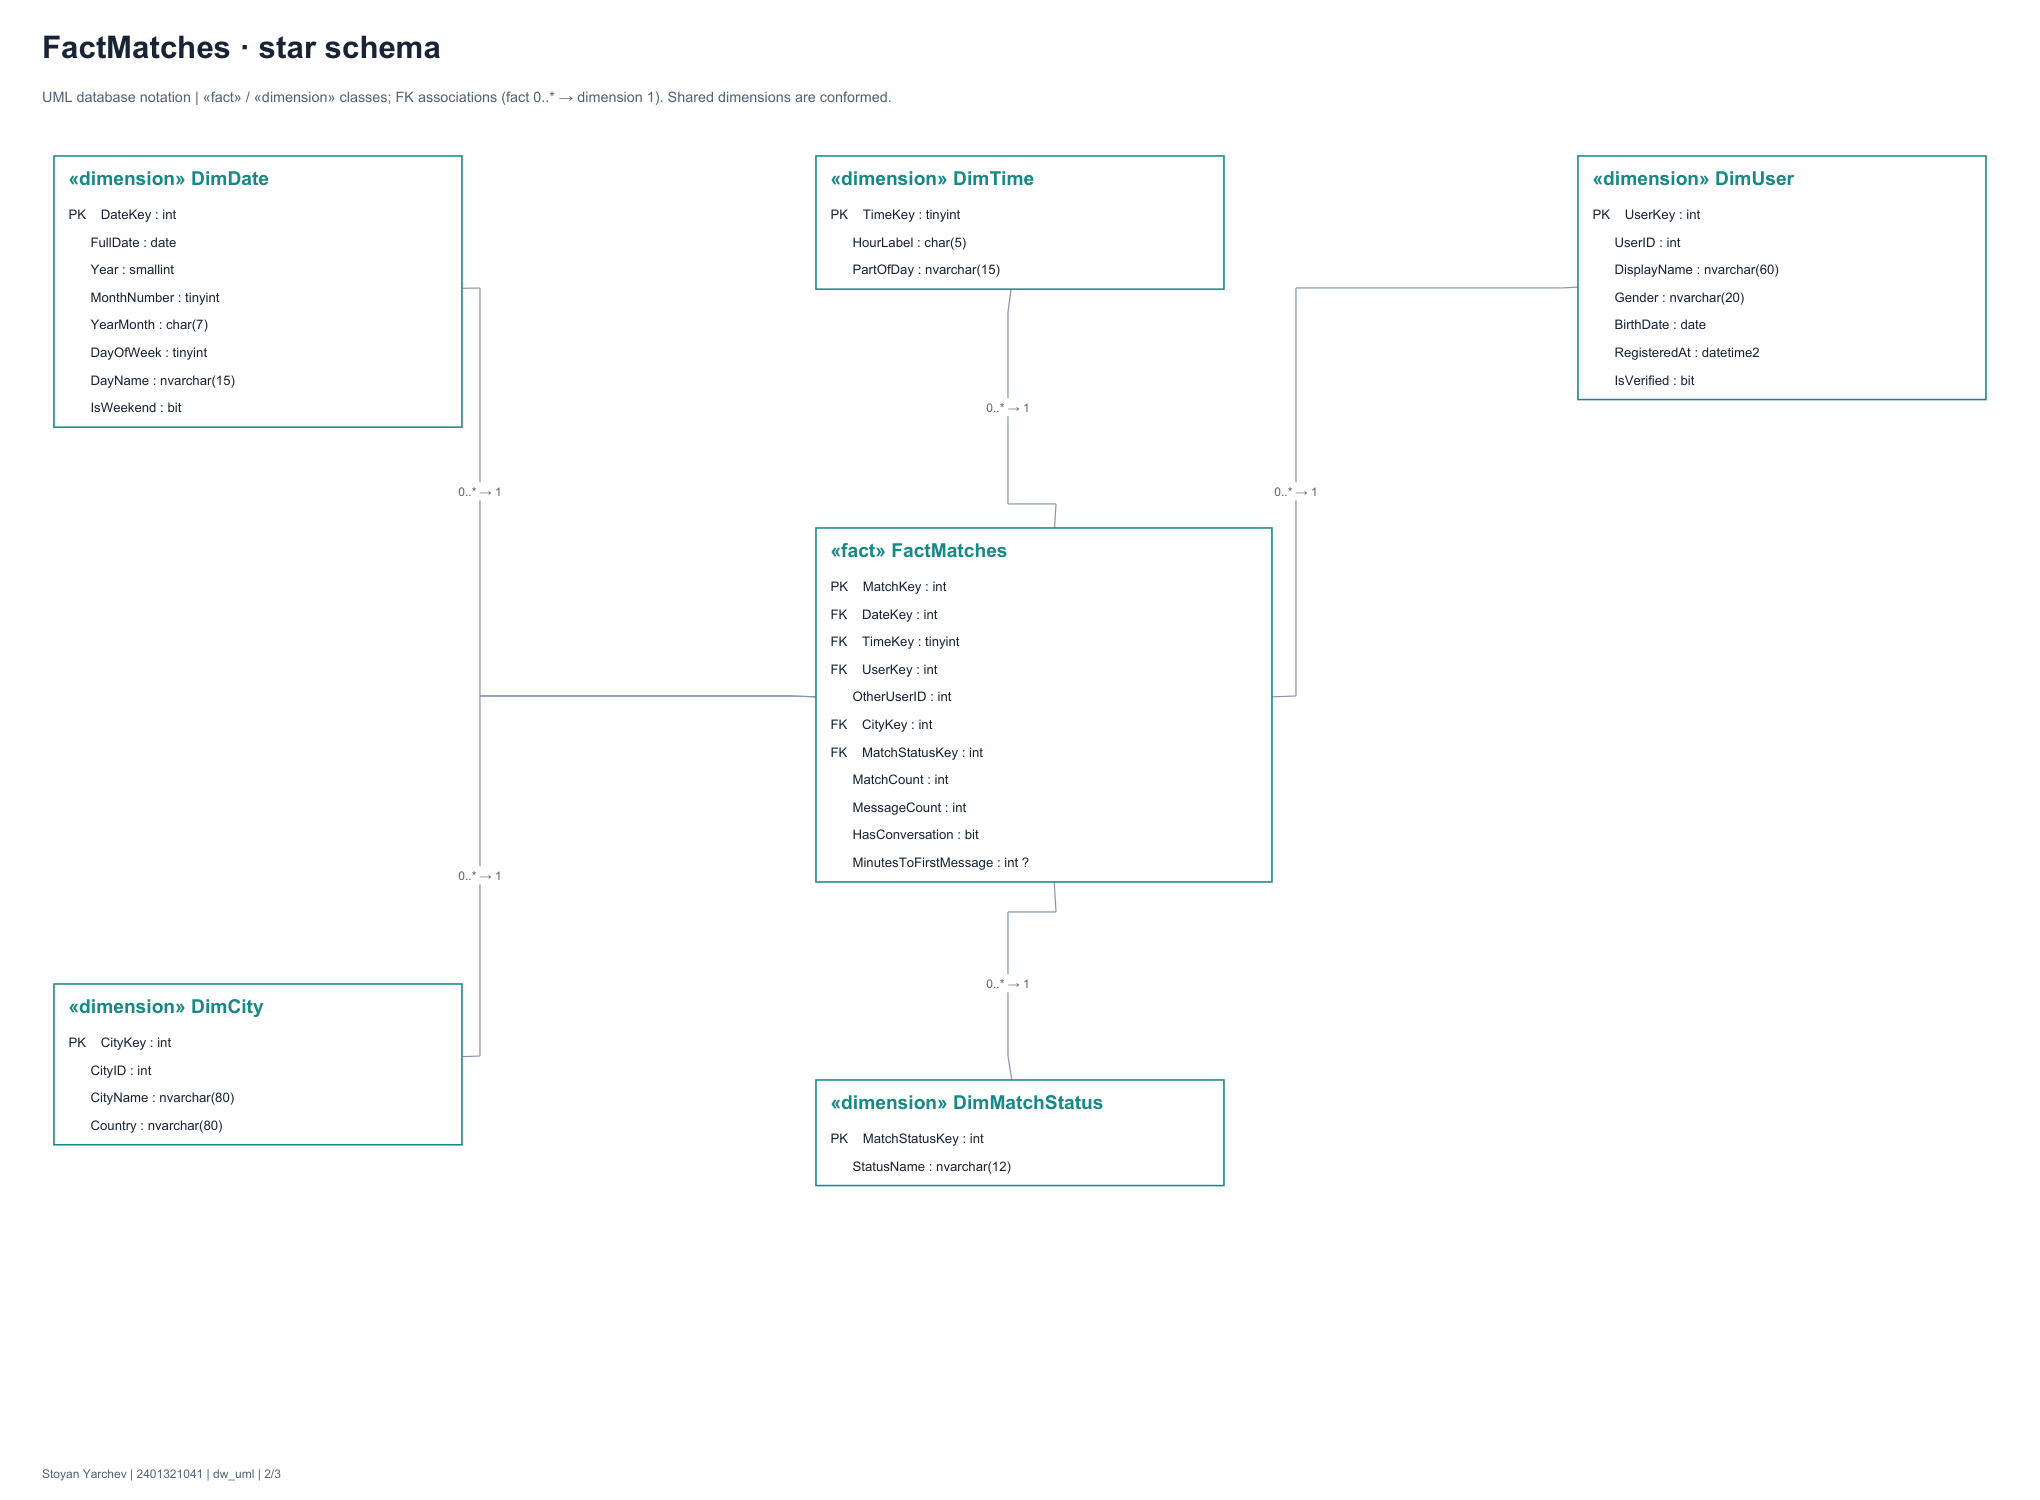 FactMatches · star schema
UML database notation | «fact» / «dimension» classes; FK associations (fact 0..* → dimension 1). Shared dimensions are conformed.
«dimension» DimDate
PK DateKey : int
FullDate : date
Year : smallint
MonthNumber : tinyint
YearMonth : char(7)
DayOfWeek : tinyint
DayName : nvarchar(15)
IsWeekend : bit
«dimension» DimTime
PK TimeKey : tinyint
HourLabel : char(5)
PartOfDay : nvarchar(15)
«dimension» DimUser
PK UserKey : int
UserID : int
DisplayName : nvarchar(60)
Gender : nvarchar(20)
BirthDate : date
RegisteredAt : datetime2
IsVerified : bit
0..* → 1
0..* → 1
0..* → 1
«fact» FactMatches
PK MatchKey : int
FK DateKey : int
FK TimeKey : tinyint
FK UserKey : int
OtherUserID : int
FK CityKey : int
FK MatchStatusKey : int
MatchCount : int
MessageCount : int
HasConversation : bit
MinutesToFirstMessage : int ?
0..* → 1
0..* → 1
«dimension» DimCity
PK CityKey : int
CityID : int
CityName : nvarchar(80)
Country : nvarchar(80)
«dimension» DimMatchStatus
PK MatchStatusKey : int
StatusName : nvarchar(12)
Stoyan Yarchev | 2401321041 | dw_uml | 2/3